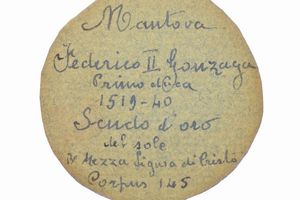 Mantova
Federico II Gonzaga
Primo duca
1519-40
Scudo d'oro
del sole
R/ Mezza figura di Cristo
Corpus 145